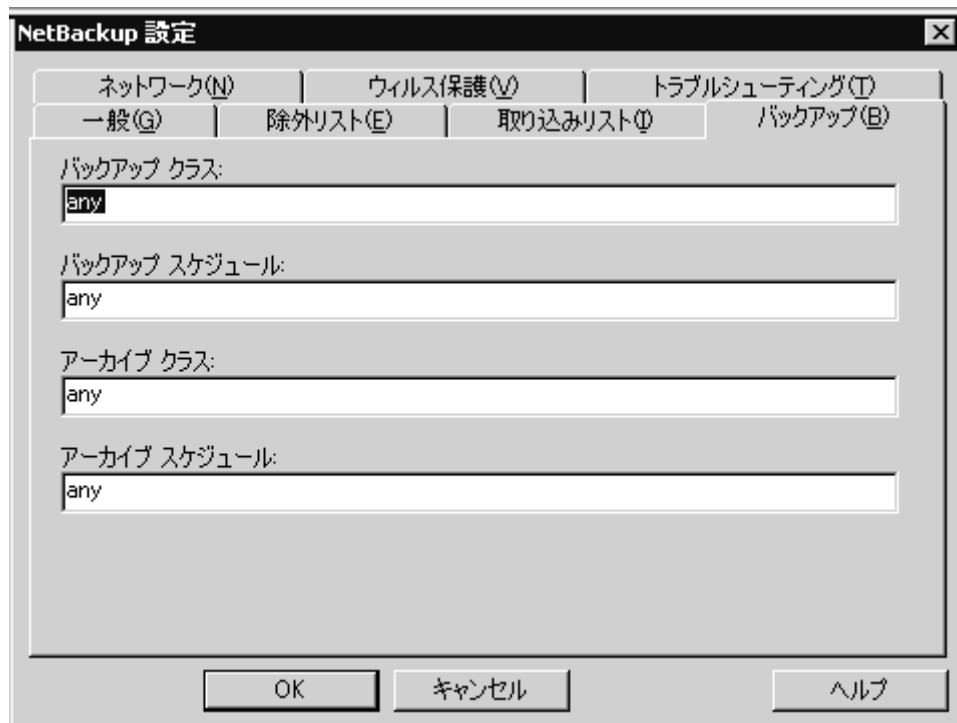 NetBackup 設定
ネットワーク(N) ウィルス保護(V) トラブルシューティング(T)
一般(G) 除外リスト(E) 取り込みリスト(I) バックアップ(B)
バックアップ クラス:
any
バックアップ スケジュール:
any
アーカイブ クラス:
any
アーカイブ スケジュール:
any
OK キャンセル ヘルプ